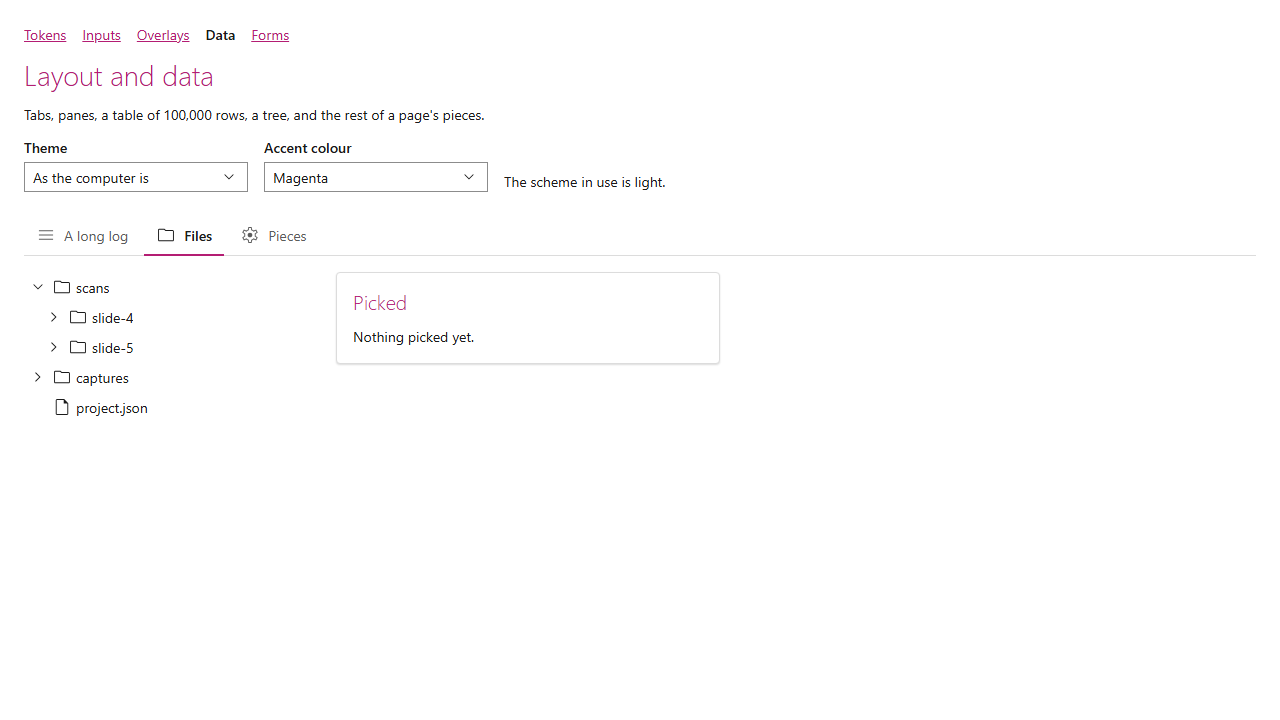 Tokens Inputs Overlays Data Forms
Layout and data
Tabs, panes, a table of 100,000 rows, a tree, and the rest of a page's pieces.
Theme Accent colour
As the computer is Magenta The scheme in use is light.
A long log Files Pieces
scans
slide-4
slide-5
captures
project.json
Picked
Nothing picked yet.